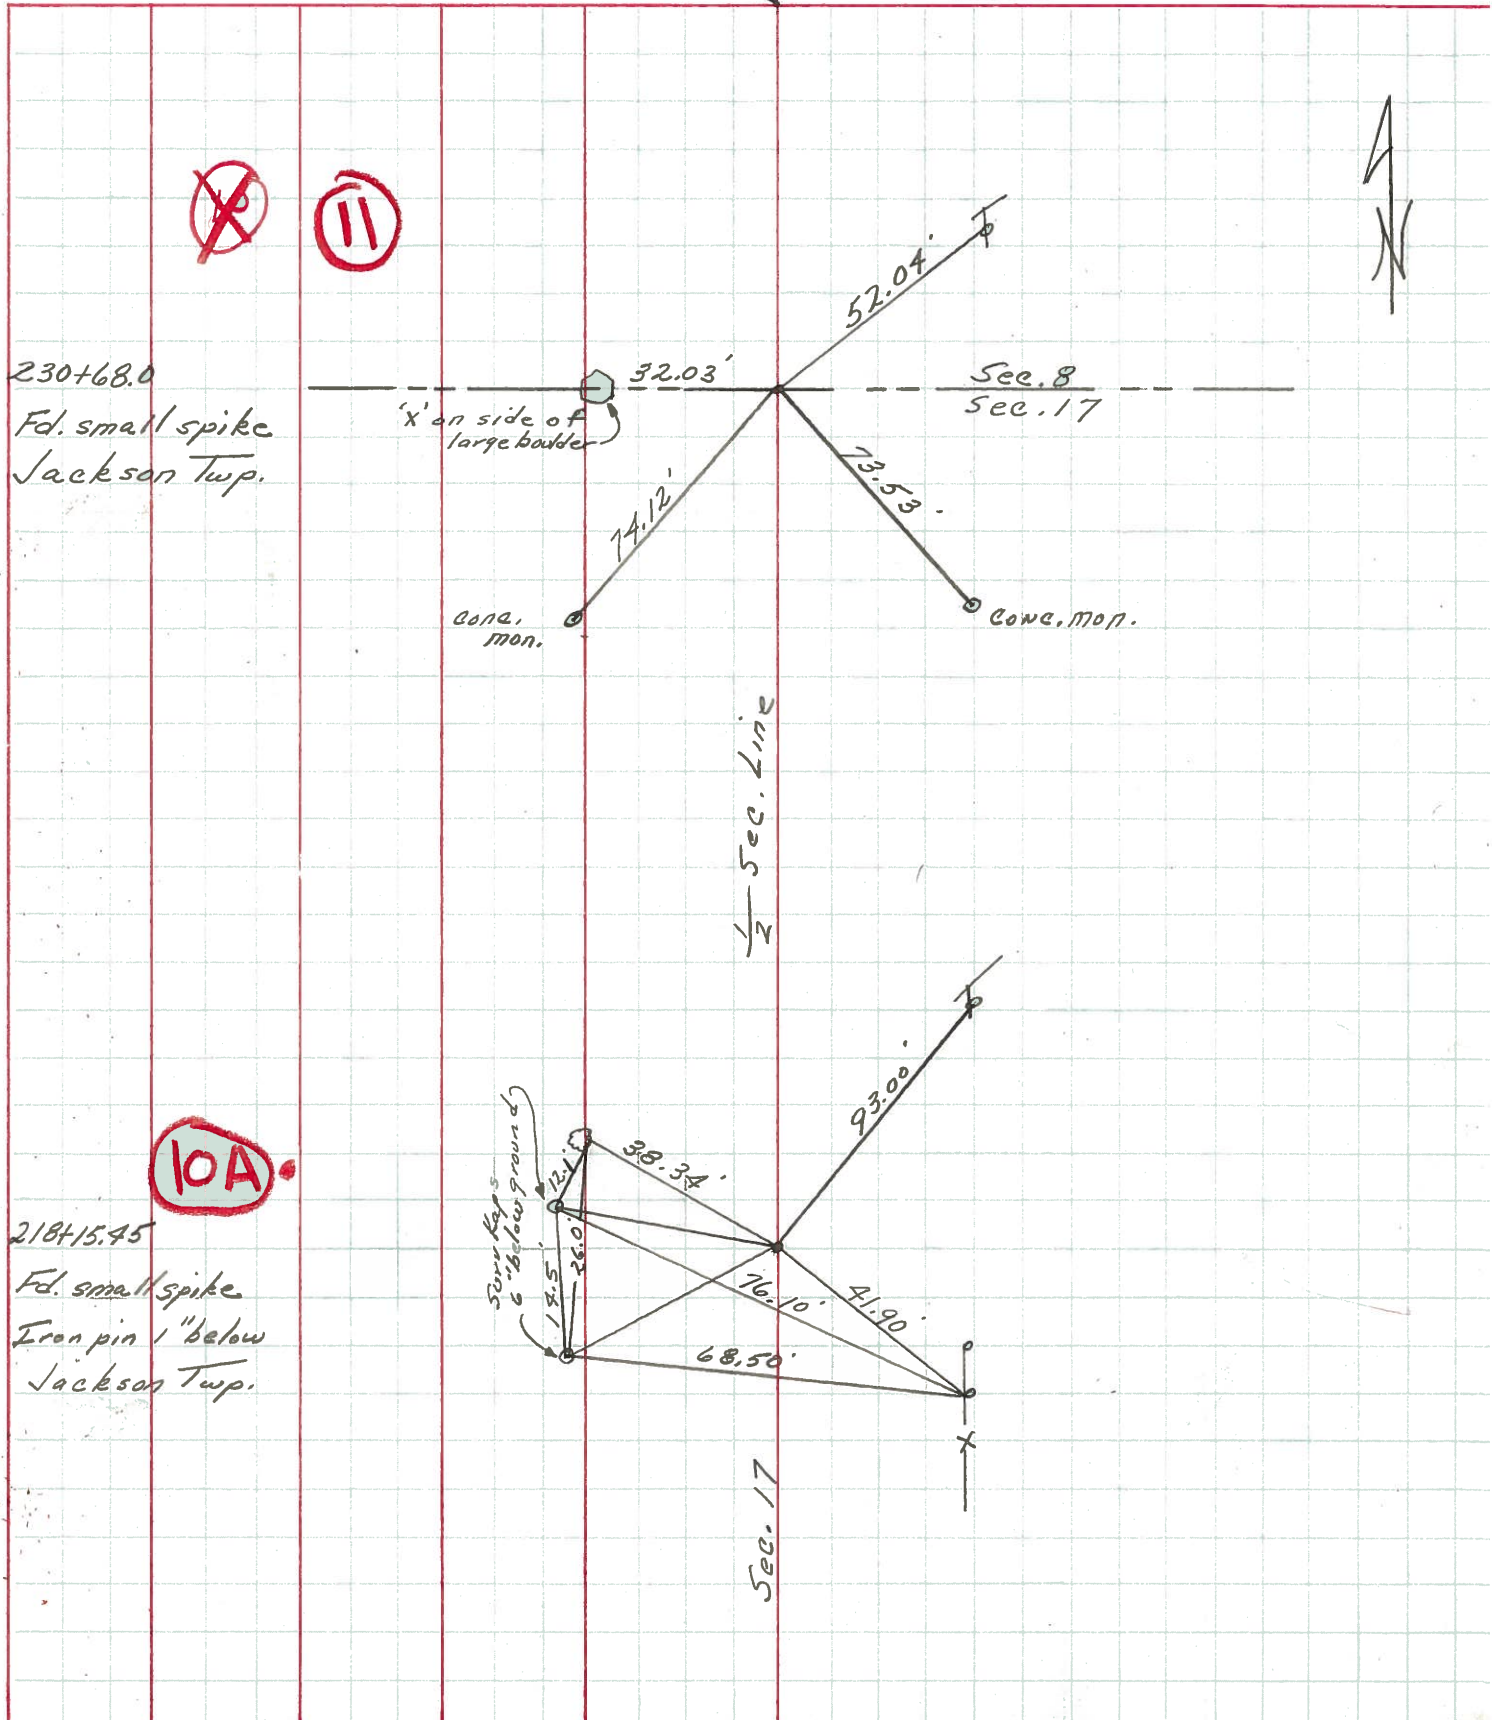 11
N
52.04'
230+68.0
32.03'
Sec. 8
Sec. 17
Fd. small spike
Jackson Twp.
'X' on side of
large boulder
74.12'
73.53'
conc.
mon.
conc. mon.
1/2 Sec. Line
93.00'
10A
Surv Kaps
6" below ground
12.1'
38.34'
14.5'
26.0'
218+15.45
Fd. small spike
Iron pin 1" below
Jackson Twp.
76.10'
41.90'
68.50'
X
Sec. 17